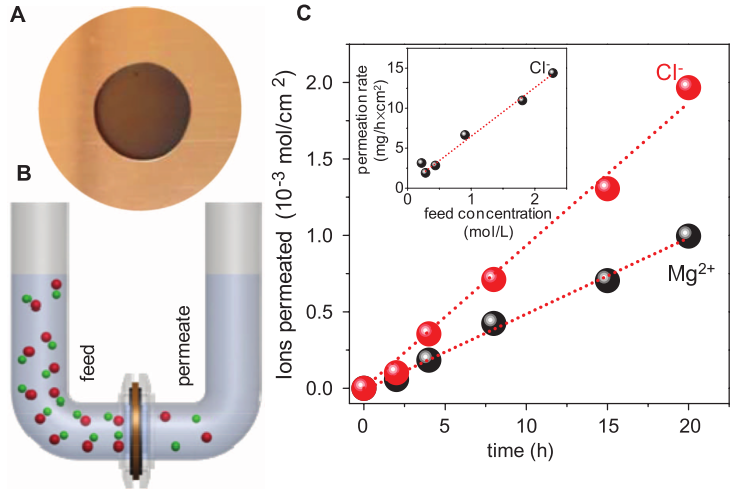 A
B
feed
permeate
C
Ions permeated (10⁻³ mol/cm ²)
2.0
1.5
1.0
0.5
0.0
0
5
10
15
20
time (h)
Cl⁻
Mg²⁺
permeation rate
(mg/h×cm²)
15
10
5
0
0
1
2
feed concentration
(mol/L)
Cl⁻